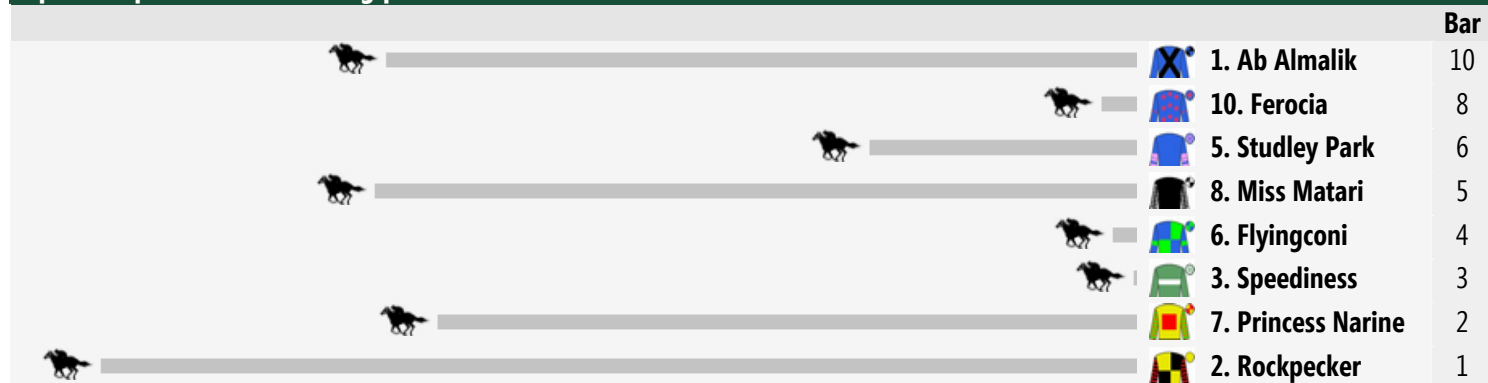 Bar
1. Ab Almalik 10
10. Ferocia 8
5. Studley Park 6
8. Miss Matari 5
6. Flyingconi 4
3. Speediness 3
7. Princess Narine 2
2. Rockpecker 1